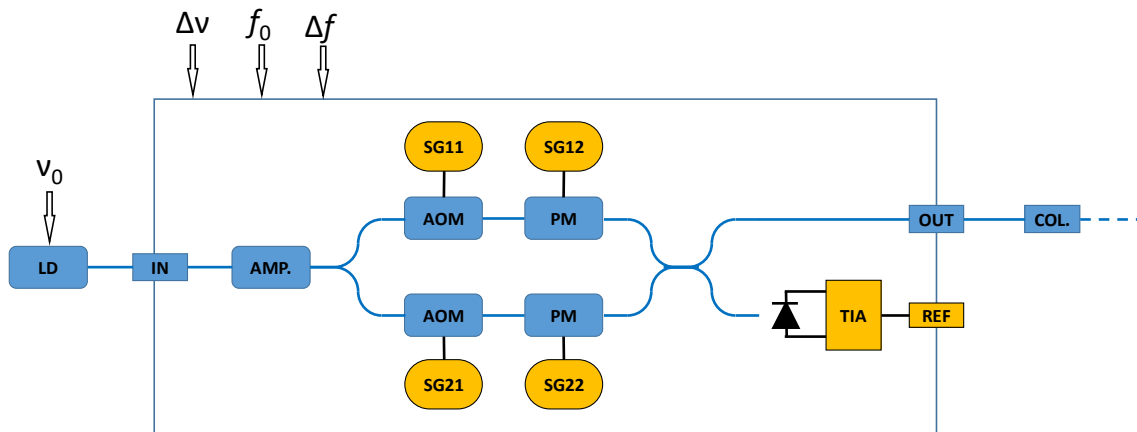 Δν
f0
Δf
SG11
SG12
ν0
AOM
PM
OUT
COL.
LD
IN
AMP.
AOM
PM
TIA
REF
SG21
SG22